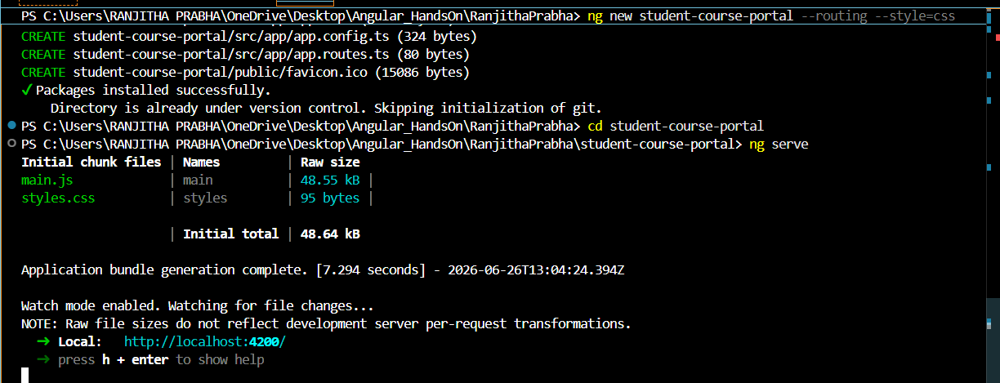 PS C:\Users\RANJITHA PRABHA\OneDrive\Desktop\Angular_HandsOn\RanjithaPrabha> ng new student-course-portal --routing --style=css
CREATE student-course-portal/src/app/app.config.ts (324 bytes)
CREATE student-course-portal/src/app/app.routes.ts (80 bytes)
CREATE student-course-portal/public/favicon.ico (15086 bytes)
✓ Packages installed successfully.
Directory is already under version control. Skipping initialization of git.
PS C:\Users\RANJITHA PRABHA\OneDrive\Desktop\Angular_HandsOn\RanjithaPrabha> cd student-course-portal
PS C:\Users\RANJITHA PRABHA\OneDrive\Desktop\Angular_HandsOn\RanjithaPrabha\student-course-portal> ng serve
Initial chunk files | Names | Raw size
main.js | main | 48.55 kB |
styles.css | styles | 95 bytes |
| Initial total | 48.64 kB
Application bundle generation complete. [7.294 seconds] - 2026-06-26T13:04:24.394Z
Watch mode enabled. Watching for file changes...
NOTE: Raw file sizes do not reflect development server per-request transformations.
➜ Local: http://localhost:4200/
➜ press h + enter to show help